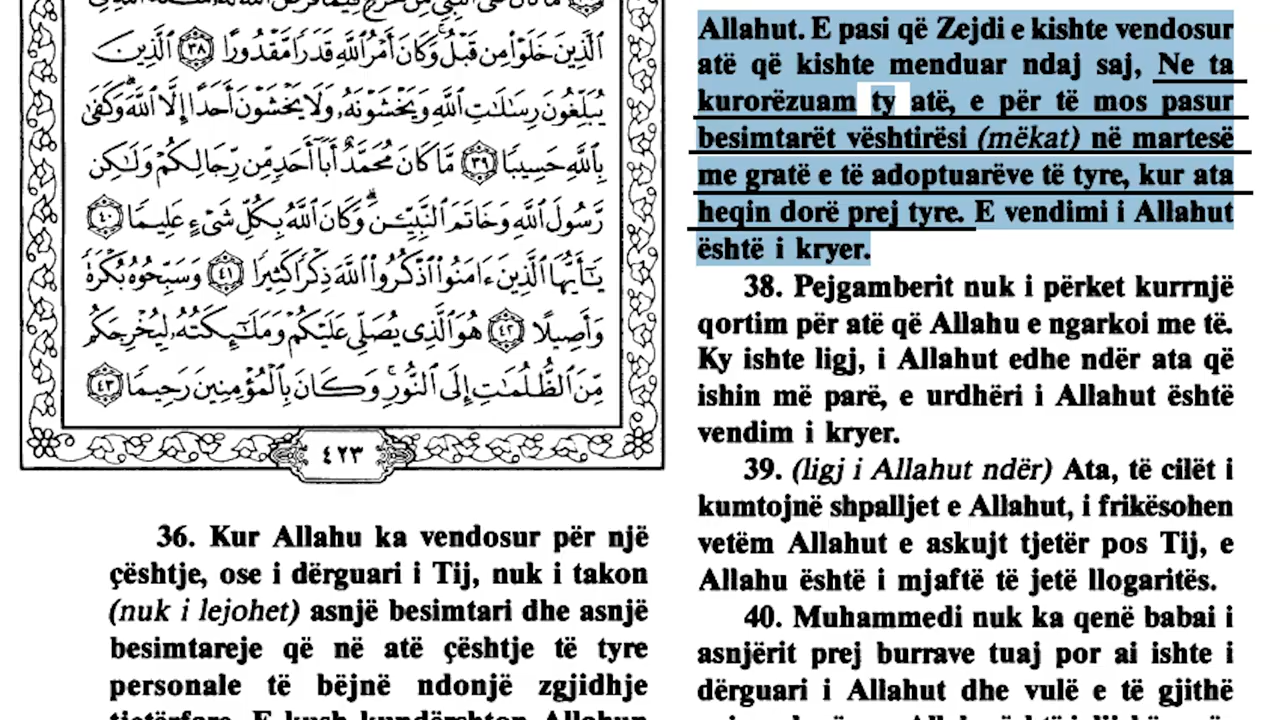 الَّذِينَ خَلَوْا۟ مِن قَبْلُ ۚ وَكَانَ أَمْرُ اللَّهِ قَدَرًا مَّقْدُورًا ٣٨ الَّذِينَ
يُبَلِّغُونَ رِسَالَاتِ اللَّهِ وَيَخْشَوْنَهُ وَلَا يَخْشَوْنَ أَحَدًا إِلَّا اللَّهَ ۗ وَكَفَىٰ
بِاللَّهِ حَسِيبًا ٣٩ مَّا كَانَ مُحَمَّدٌ أَبَا أَحَدٍ مِّن رِّجَالِكُمْ وَلَٰكِن
رَّسُولَ اللَّهِ وَخَاتَمَ النَّبِيِّـۧنَ ۗ وَكَانَ اللَّهُ بِكُلِّ شَىْءٍ عَلِيمًا ٤٠
يَـٰٓأَيُّهَا الَّذِينَ ءَامَنُوا۟ اذْكُرُوا۟ اللَّهَ ذِكْرًا كَثِيرًا ٤١ وَسَبِّحُوهُ بُكْرَةً
وَأَصِيلًا ٤٢ هُوَ الَّذِى يُصَلِّى عَلَيْكُمْ وَمَلَـٰٓئِكَتُهُ لِيُخْرِجَكُم
مِّنَ الظُّلُمَـٰتِ إِلَى النُّورِ ۚ وَكَانَ بِالْمُؤْمِنِينَ رَحِيمًا ٤٣
٤٢٣
36. Kur Allahu ka vendosur për një
çështje, ose i dërguari i Tij, nuk i takon
(nuk i lejohet) asnjë besimtari dhe asnjë
besimtareje që në atë çështje të tyre
personale të bëjnë ndonjë zgjidhje
tjetërfare. E kush kundërshton Allahun
Allahut. E pasi që Zejdi e kishte vendosur
atë që kishte menduar ndaj saj, Ne ta
kurorëzuam ty atë, e për të mos pasur
besimtarët vështirësi (mëkat) në martesë
me gratë e të adoptuarëve të tyre, kur ata
heqin dorë prej tyre. E vendimi i Allahut
është i kryer.
38. Pejgamberit nuk i përket kurrnjë
qortim për atë që Allahu e ngarkoi me të.
Ky ishte ligj, i Allahut edhe ndër ata që
ishin më parë, e urdhëri i Allahut është
vendim i kryer.
39. (ligj i Allahut ndër) Ata, të cilët i
kumtojnë shpalljet e Allahut, i frikësohen
vetëm Allahut e askujt tjetër pos Tij, e
Allahu është i mjaftë të jetë llogaritës.
40. Muhammedi nuk ka qenë babai i
asnjërit prej burrave tuaj por ai ishte i
dërguari i Allahut dhe vulë e të gjithë